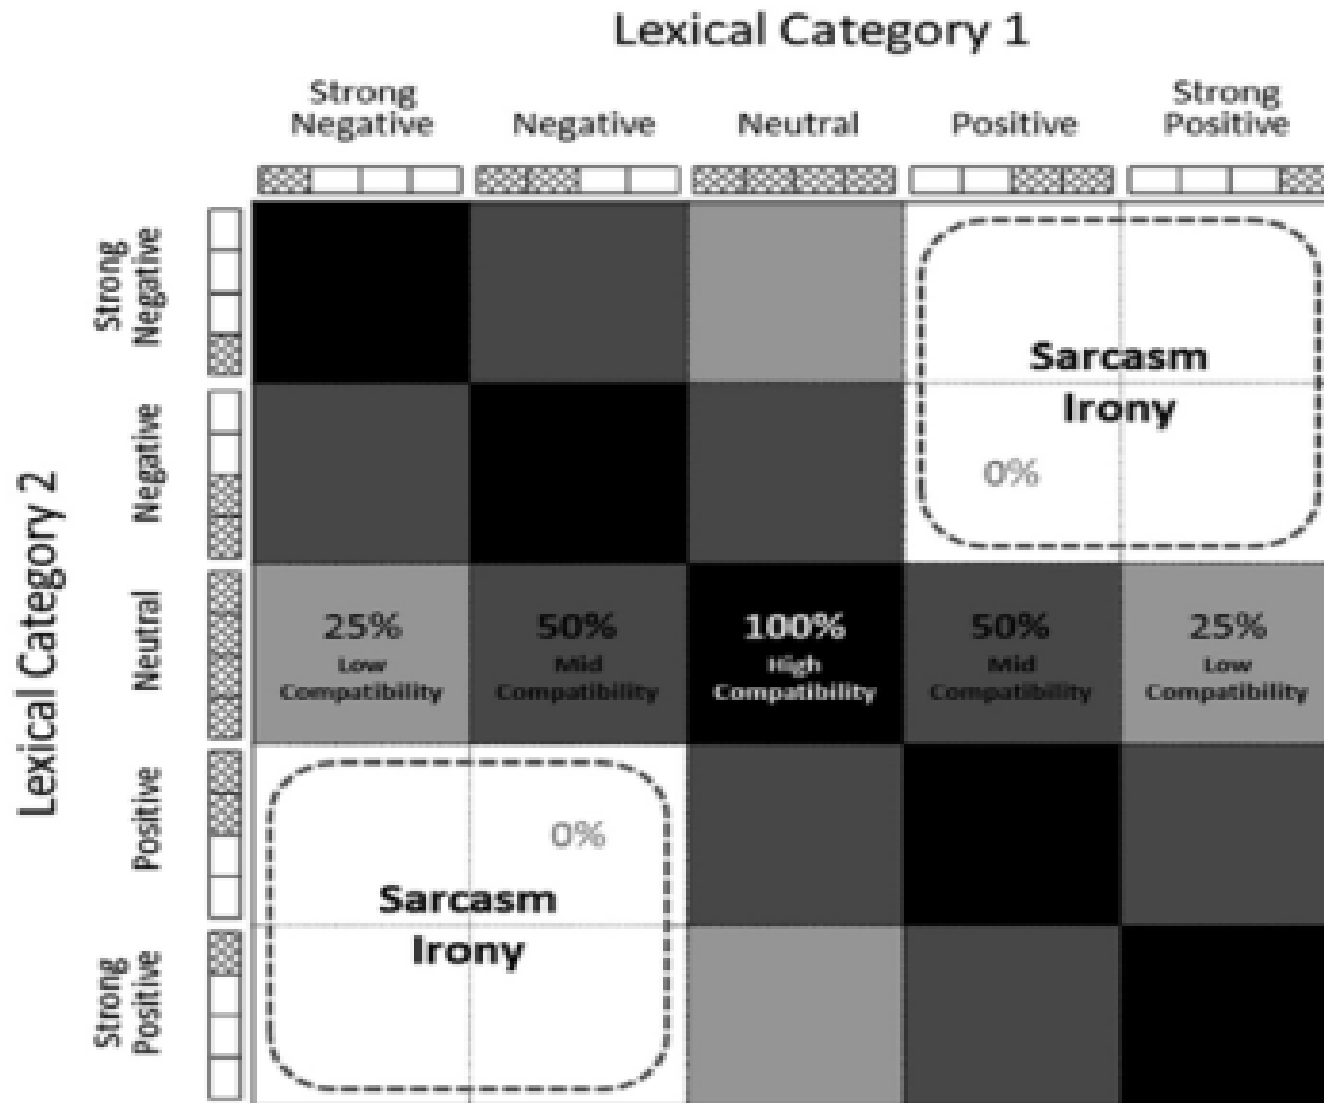 Lexical Category 1
Strong
Negative
Negative
Neutral
Positive
Strong
Positive
Lexical Category 2
Strong
Negative
Sarcasm
Irony
0%
Negative
Neutral
25%
Low
Compatibility
50%
Mid
Compatibility
100%
High
Compatibility
50%
Mid
Compatibility
25%
Low
Compatibility
Positive
0%
Sarcasm
Irony
Strong
Positive